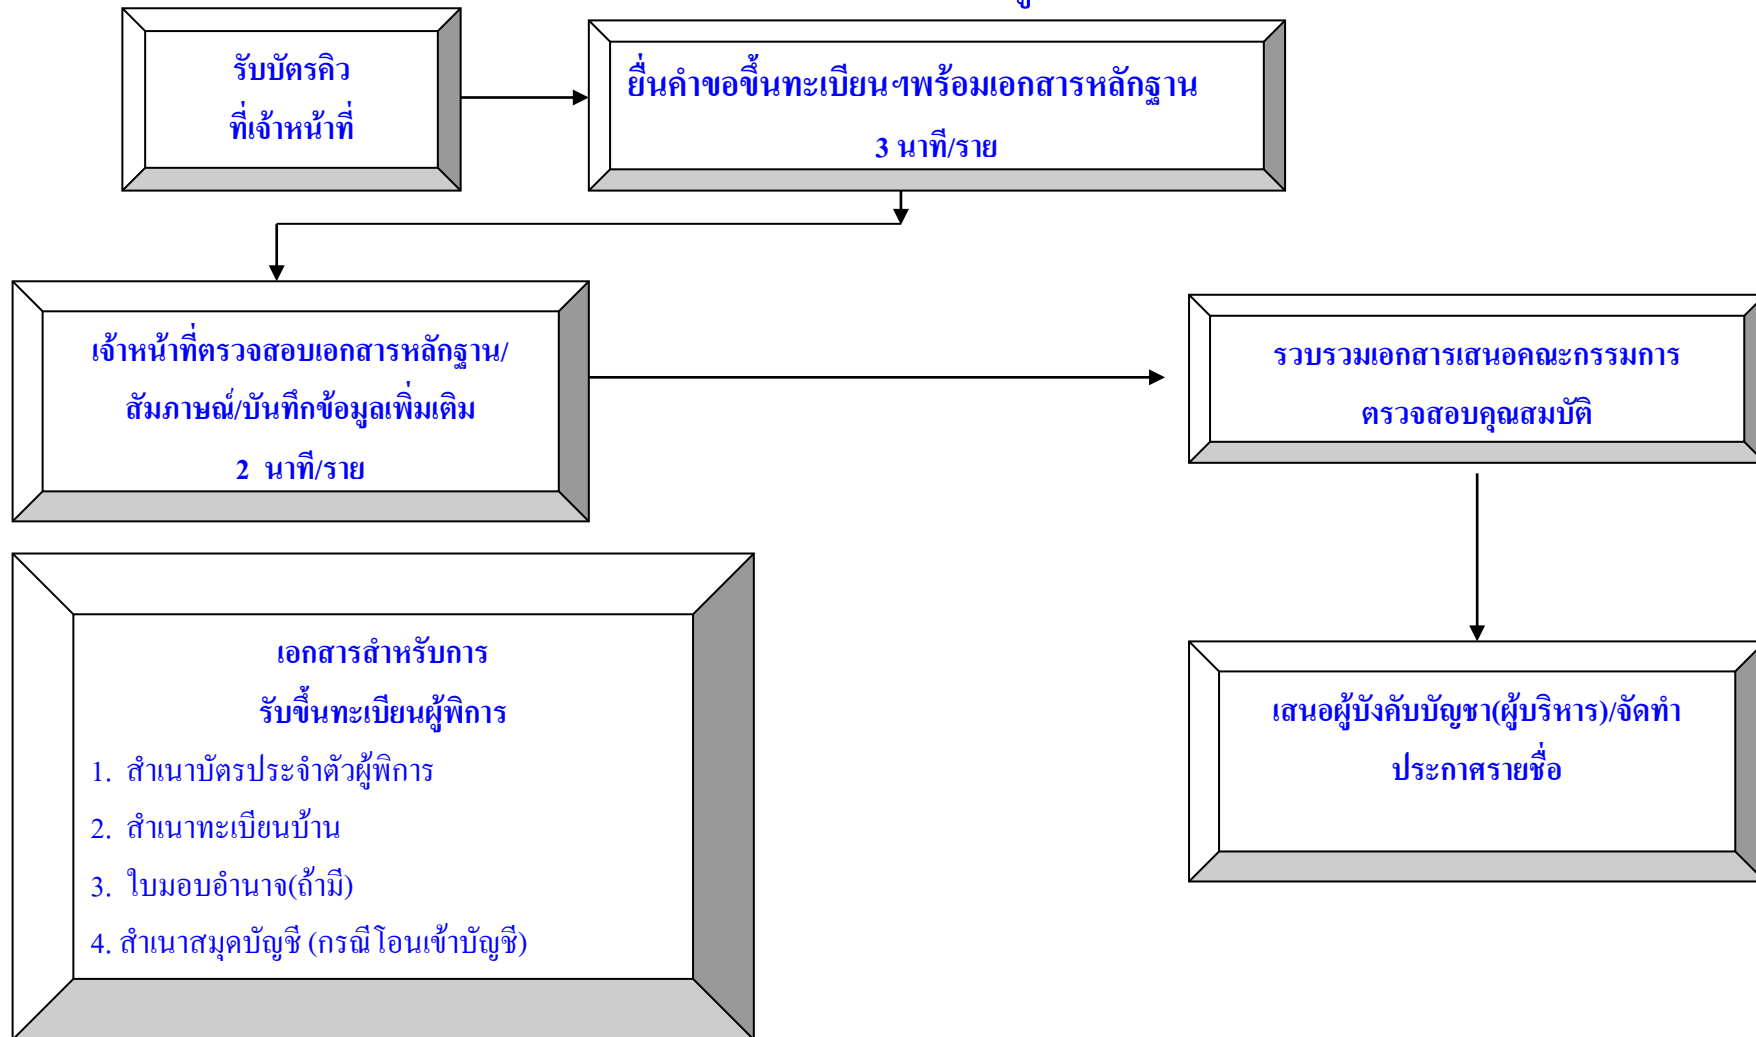 รับบัตรคิว
ที่เจ้าหน้าที่
ยื่นคำขอขึ้นทะเบียนฯพร้อมเอกสารหลักฐาน
3 นาที/ราย
เจ้าหน้าที่ตรวจสอบเอกสารหลักฐาน/
สัมภาษณ์/บันทึกข้อมูลเพิ่มเติม
2 นาที/ราย
รวบรวมเอกสารเสนอคณะกรรมการ
ตรวจสอบคุณสมบัติ
เสนอผู้บังคับบัญชา(ผู้บริหาร)/จัดทำ
ประกาศรายชื่อ
เอกสารสำหรับการ
รับขึ้นทะเบียนผู้พิการ
1. สำเนาบัตรประจำตัวผู้พิการ
2. สำเนาทะเบียนบ้าน
3. ใบมอบอำนาจ(ถ้ามี)
4. สำเนาสมุดบัญชี (กรณีโอนเข้าบัญชี)